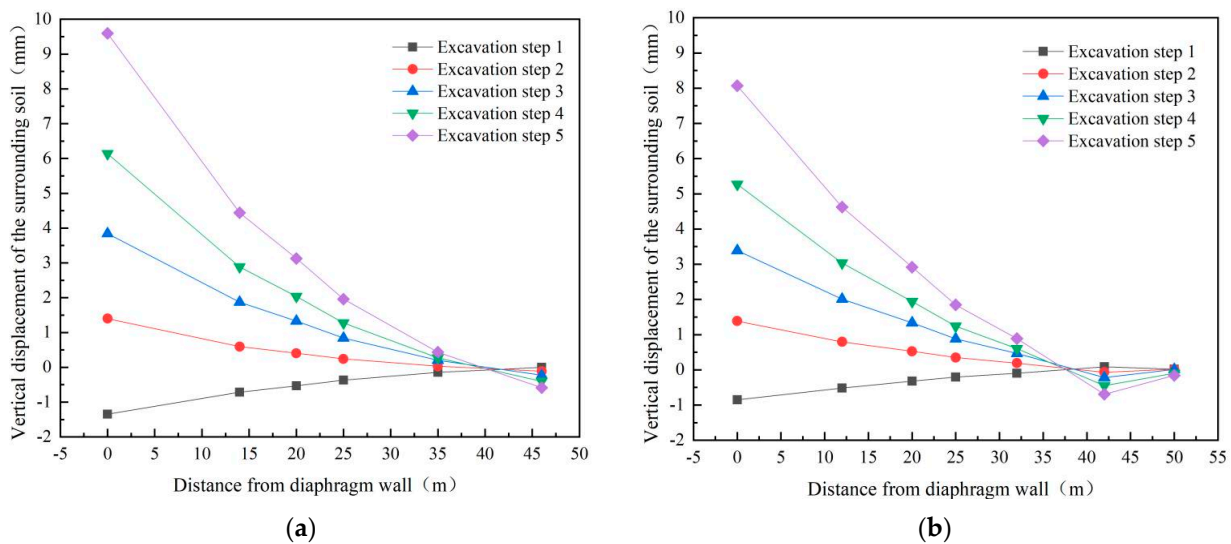 10
9
8
7
6
5
4
3
2
1
0
-1
-2
Vertical displacement of the surrounding soil（mm）
Excavation step 1
Excavation step 2
Excavation step 3
Excavation step 4
Excavation step 5
-5 0 5 10 15 20 25 30 35 40 45 50
Distance from diaphragm wall（m）
(a)
10
9
8
7
6
5
4
3
2
1
0
-1
-2
Vertical displacement of the surrounding soil（mm）
Excavation step 1
Excavation step 2
Excavation step 3
Excavation step 4
Excavation step 5
-5 0 5 10 15 20 25 30 35 40 45 50 55
Distance from diaphragm wall（m）
(b)